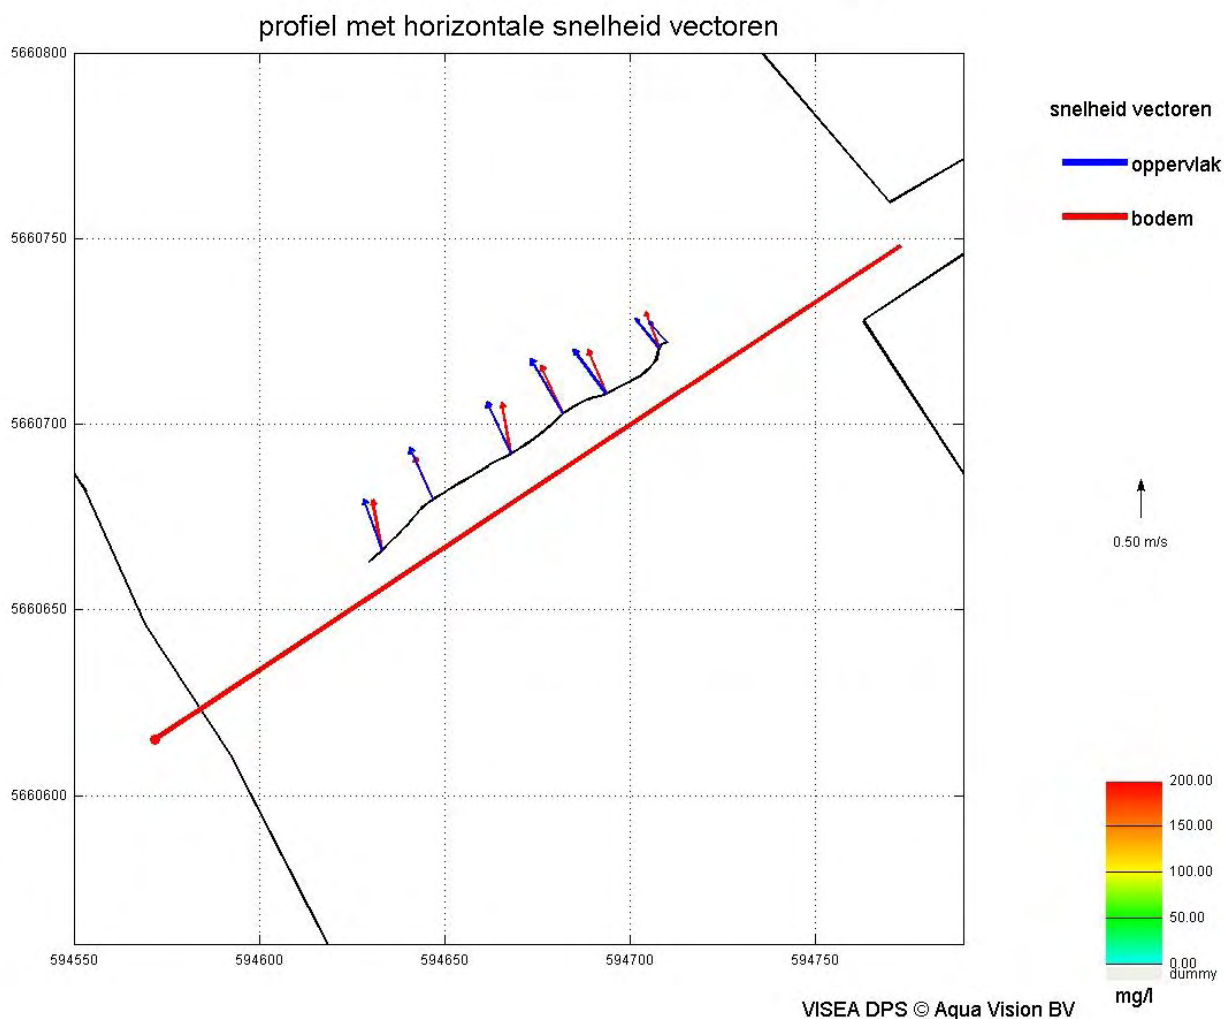 profiel met horizontale snelheid vectoren
5660800
5660750
5660700
5660650
5660600
594550
594600
594650
594700
594750
snelheid vectoren
oppervlak
bodem
0.50 m/s
200.00
150.00
100.00
50.00
0.00
dummy
mg/l
VISEA DPS © Aqua Vision BV